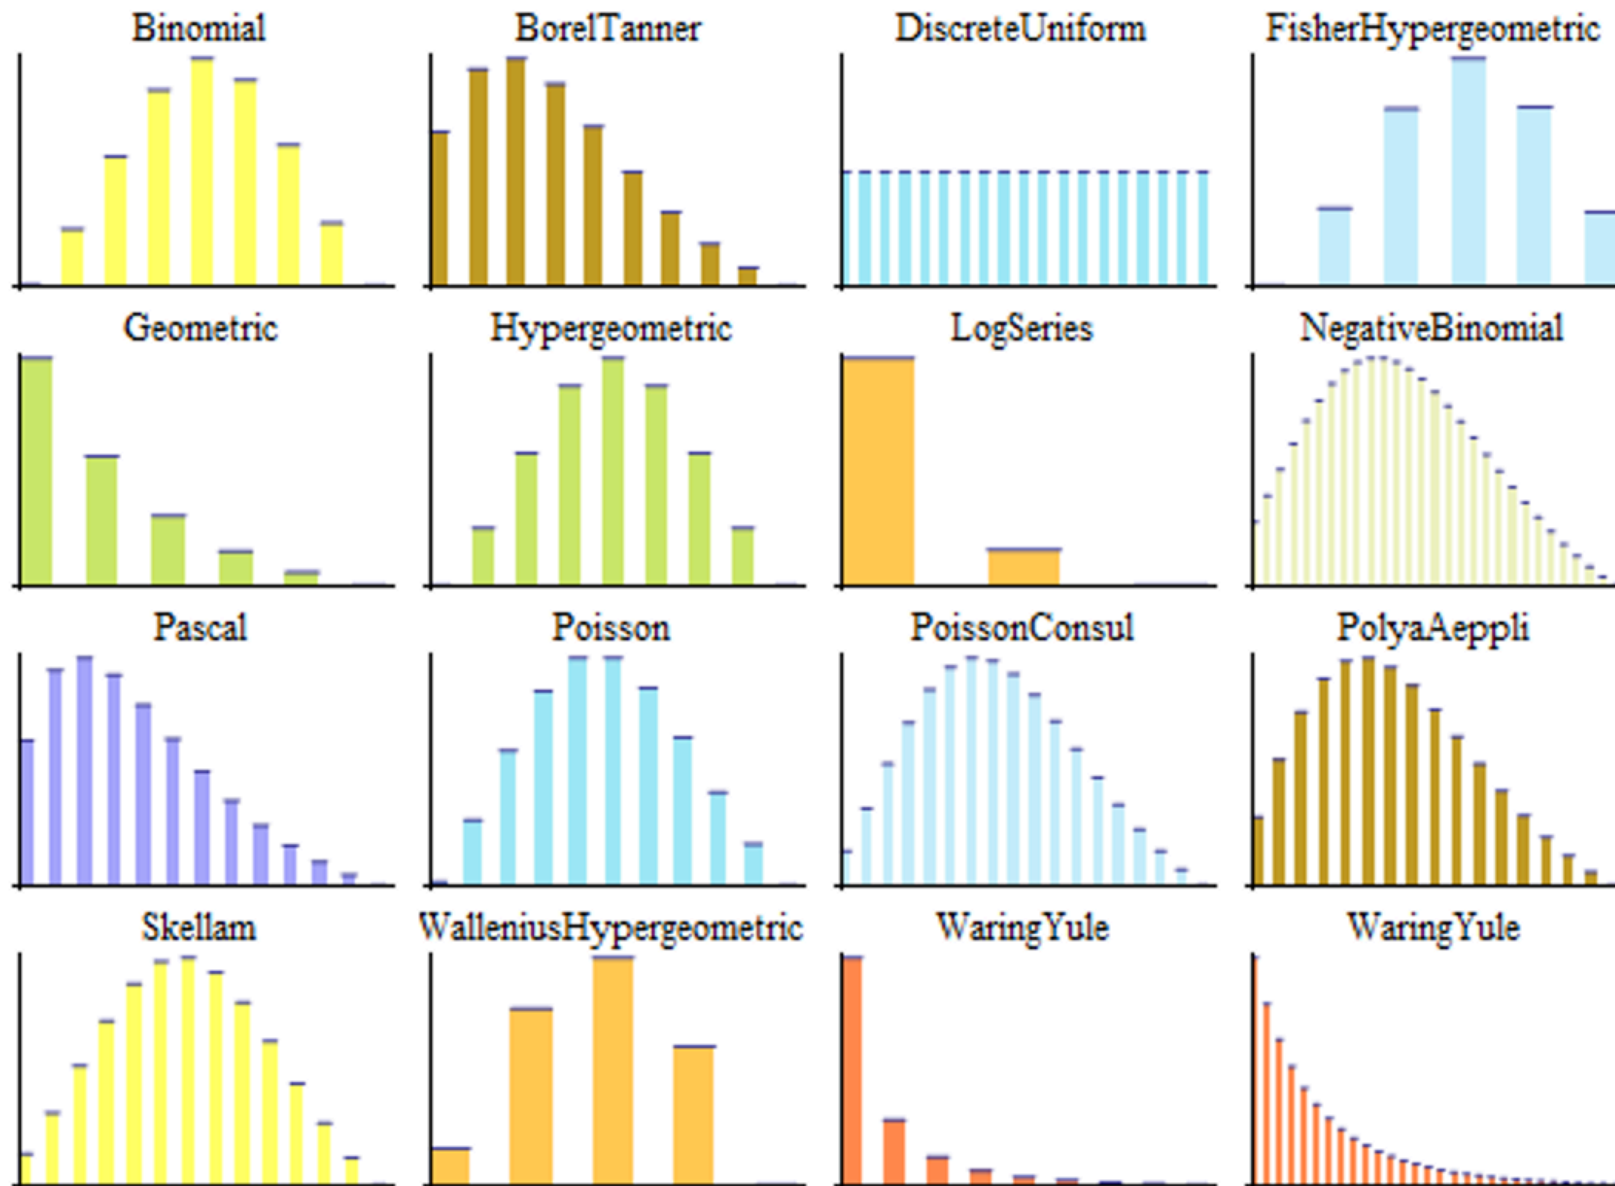 Binomial
BorelTanner
DiscreteUniform
FisherHypergeometric
Geometric
Hypergeometric
LogSeries
NegativeBinomial
Pascal
Poisson
PoissonConsul
PolyaAeppli
Skellam
WalleniusHypergeometric
WaringYule
WaringYule